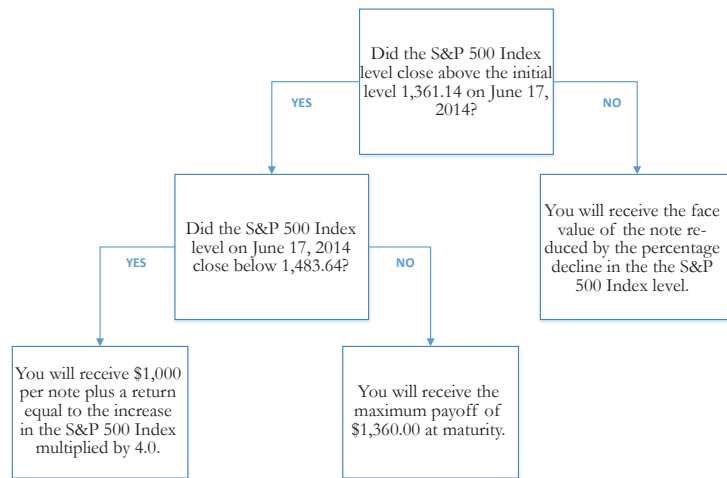 Did the S&P 500 Index
level close above the initial
level 1,361.14 on June 17,
2014?
YES
NO
Did the S&P 500 Index
level on June 17, 2014
close below 1,483.64?
You will receive the face
value of the note re-
duced by the percentage
decline in the the S&P
500 Index level.
YES
NO
You will receive $1,000
per note plus a return
equal to the increase
in the S&P 500 Index
multiplied by 4.0.
You will receive the
maximum payoff of
$1,360.00 at maturity.